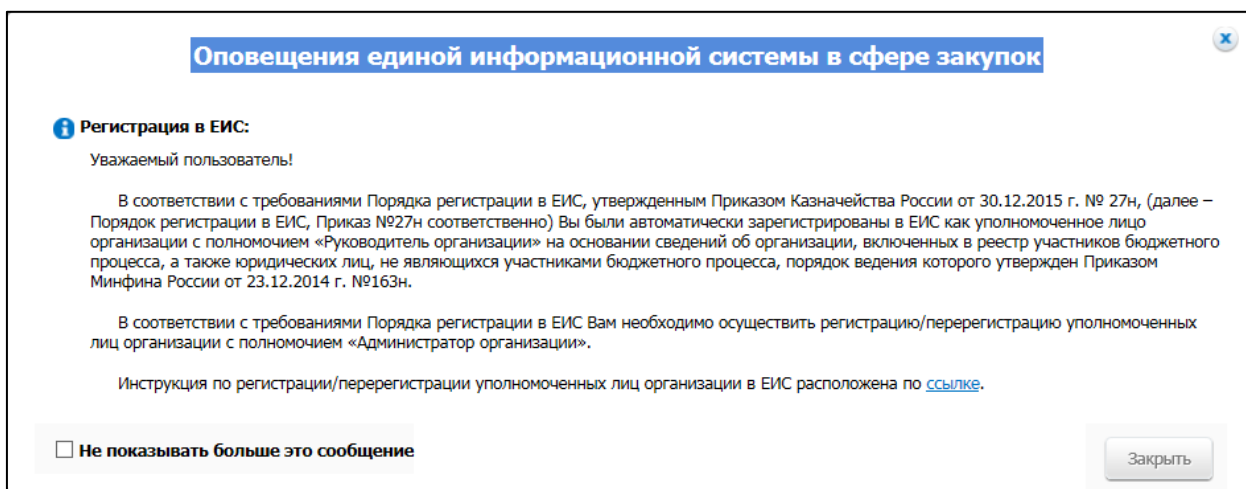 Оповещения единой информационной системы в сфере закупок
Регистрация в ЕИС:
Уважаемый пользователь!
В соответствии с требованиями Порядка регистрации в ЕИС, утвержденным Приказом Казначейства России от 30.12.2015 г. № 27н, (далее –
Порядок регистрации в ЕИС, Приказ №27н соответственно) Вы были автоматически зарегистрированы в ЕИС как уполномоченное лицо
организации с полномочием «Руководитель организации» на основании сведений об организации, включенных в реестр участников бюджетного
процесса, а также юридических лиц, не являющихся участниками бюджетного процесса, порядок ведения которого утвержден Приказом
Минфина России от 23.12.2014 г. №163н.
В соответствии с требованиями Порядка регистрации в ЕИС Вам необходимо осуществить регистрацию/перерегистрацию уполномоченных
лиц организации с полномочием «Администратор организации».
Инструкция по регистрации/перерегистрации уполномоченных лиц организации в ЕИС расположена по ссылке.
Не показывать больше это сообщение
Закрыть